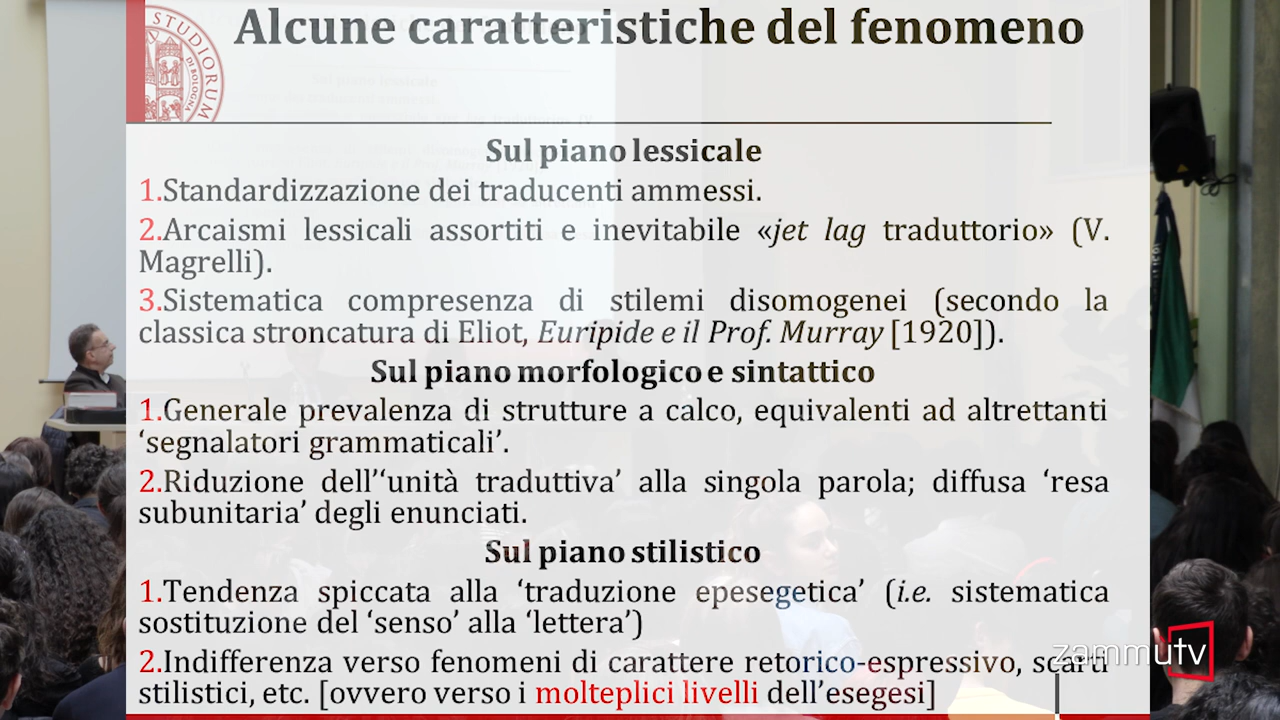 Alcune caratteristiche del fenomeno
STUDIORUM
DI BOLOGNA
Sul piano lessicale
1.Standardizzazione dei traducenti ammessi.
2.Arcaismi lessicali assortiti e inevitabile «jet lag traduttorio» (V.
Magrelli).
3.Sistematica compresenza di stilemi disomogenei (secondo la
classica stroncatura di Eliot, Euripide e il Prof. Murray [1920]).
Sul piano morfologico e sintattico
1.Generale prevalenza di strutture a calco, equivalenti ad altrettanti
‘segnalatori grammaticali’.
2.Riduzione dell’‘unità traduttiva’ alla singola parola; diffusa ‘resa
subunitaria’ degli enunciati.
Sul piano stilistico
1.Tendenza spiccata alla ‘traduzione epesegetica’ (i.e. sistematica
sostituzione del ‘senso’ alla ‘lettera’)
2.Indifferenza verso fenomeni di carattere retorico-espressivo, scarti
stilistici, etc. [ovvero verso i molteplici livelli dell’esegesi]
zammutv